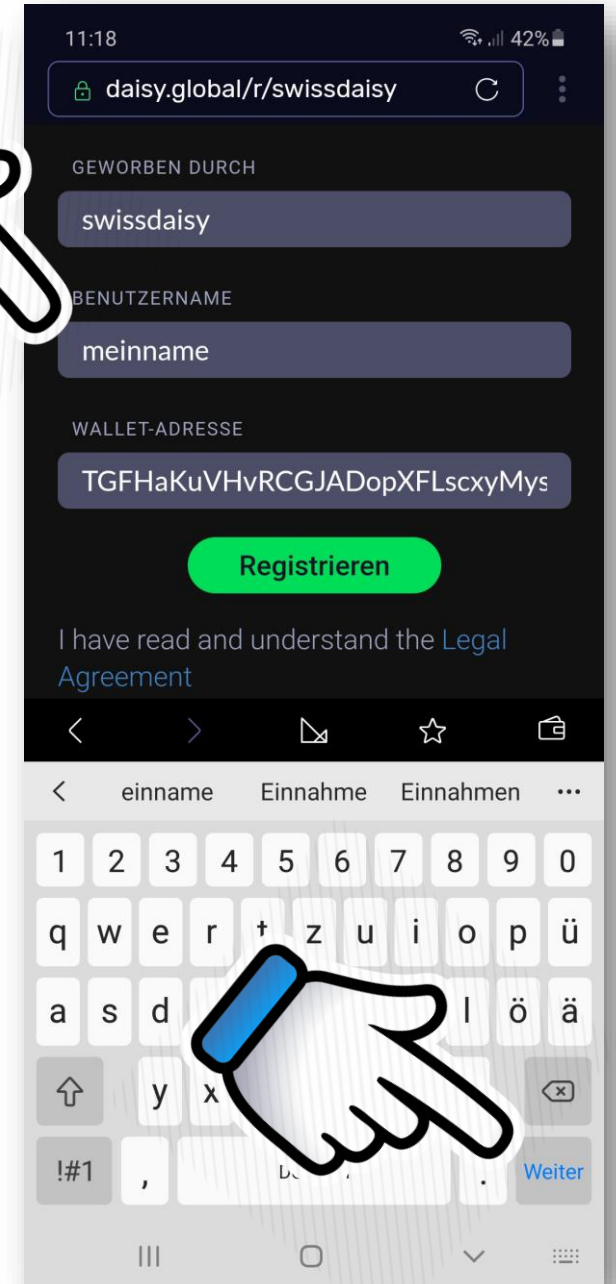 11:18 42%
daisy.global/r/swissdaisy
GEWORBEN DURCH
swissdaisy
BENUTZERNAME
meinname
WALLET-ADRESSE
TGFHaKuVHvRCGJADopXFLscxyMys
Registrieren
I have read and understand the Legal
Agreement
einname Einnahme Einnahmen ...
1 2 3 4 5 6 7 8 9 0
q w e r t z u i o p ü
a s d l ö ä
y x
!#1 , . Weiter